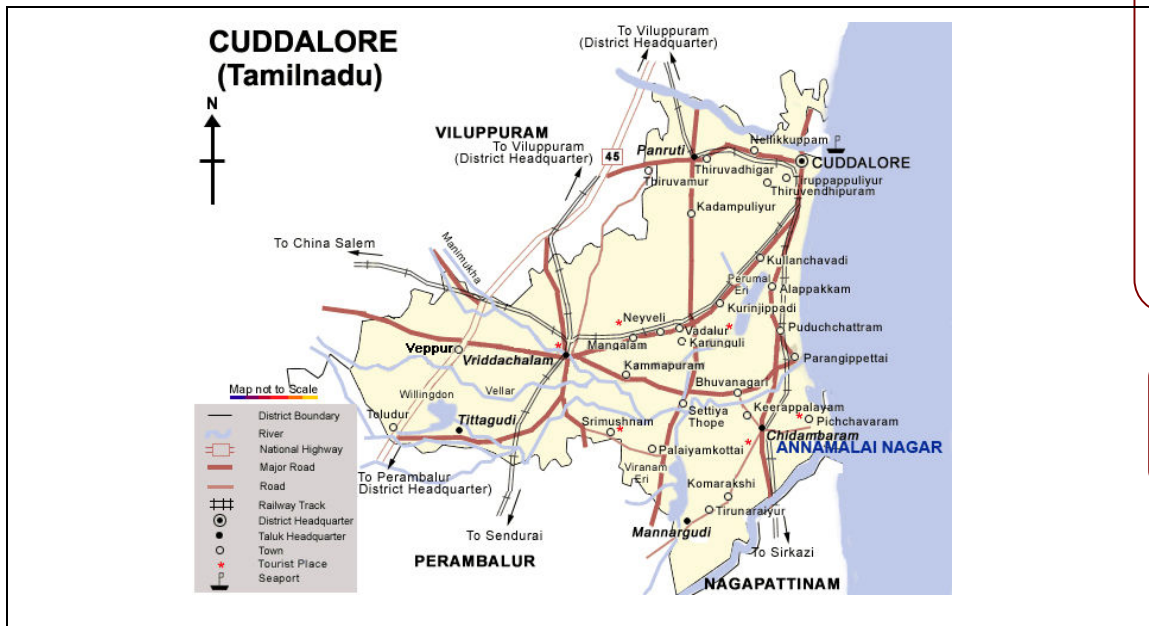 CUDDALORE
(Tamilnadu)
N
To Viluppuram
(District Headquarter)
VILUPPURAM
To Viluppuram
(District Headquarter)
45
Panruti
Nellikkuppam
CUDDALORE
Thiruvadhigar
Thiruvamur
Tiruppappuliyur
Thiruvendhipuram
Kadampuliyur
To China Salem
Manimukha
Kullanchavadi
Perumal
Eri
Alappakkam
Kurinjippadi
Neyveli
Vadalur
Puduchchattram
Mangalam
Karunguli
Veppur
Vriddachalam
Parangippettai
Kammapuram
Map not to Scale
Willingdon
Vellar
Bhuvanagari
Toludur
Tittagudi
Srimushnam
Settiya
Thope
Keerappalayam
Pichchavaram
Chidambaram
ANNAMALAI NAGAR
Palaiyamkottai
Viranam
Eri
To Perambalur
(District Headquarter)
Komarakshi
Tirunaraiyur
Mannargudi
To Sendurai
To Sirkazi
PERAMBALUR
NAGAPATTINAM
District Boundary
River
National Highway
Major Road
Road
Railway Track
District Headquarter
Taluk Headquarter
Town
Tourist Place
Seaport